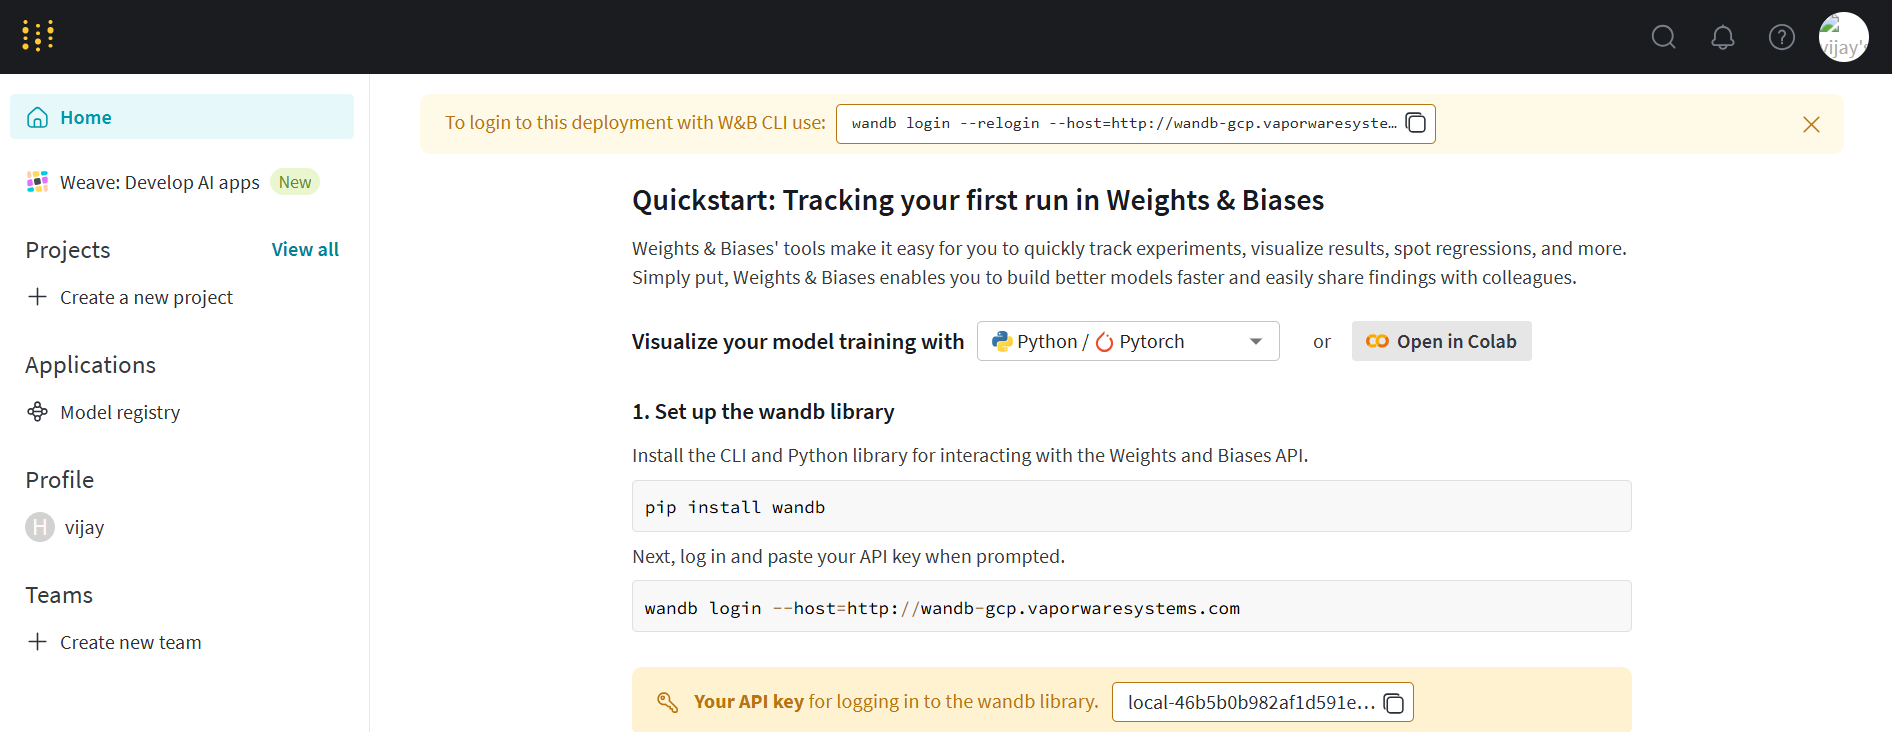 vijay's
Home
Weave: Develop AI apps New
Projects View all
Create a new project
Applications
Model registry
Profile
H vijay
Teams
Create new team
To login to this deployment with W&B CLI use: wandb login --relogin --host=http://wandb-gcp.vaporwaresyste…
Quickstart: Tracking your first run in Weights & Biases
Weights & Biases' tools make it easy for you to quickly track experiments, visualize results, spot regressions, and more.
Simply put, Weights & Biases enables you to build better models faster and easily share findings with colleagues.
Visualize your model training with Python / Pytorch or Open in Colab
1. Set up the wandb library
Install the CLI and Python library for interacting with the Weights and Biases API.
pip install wandb
Next, log in and paste your API key when prompted.
wandb login --host=http://wandb-gcp.vaporwaresystems.com
Your API key for logging in to the wandb library. local-46b5b0b982af1d591e…